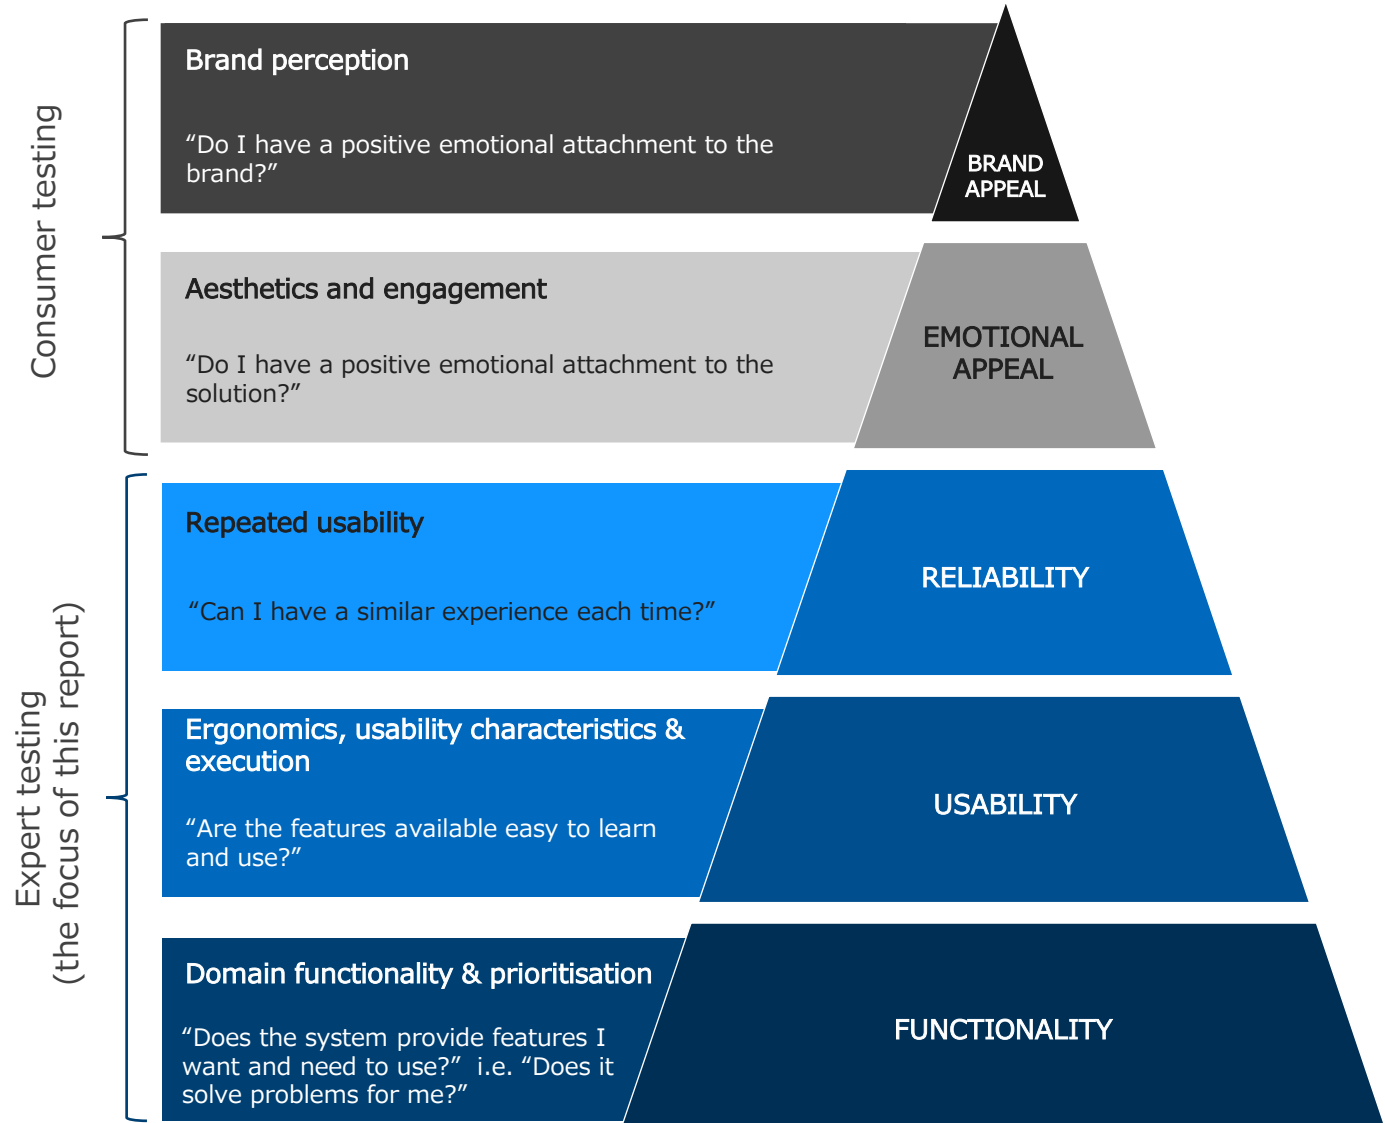 Consumer testing
Brand perception
“Do I have a positive emotional attachment to the
brand?”
BRAND
APPEAL
Aesthetics and engagement
“Do I have a positive emotional attachment to the
solution?”
EMOTIONAL
APPEAL
Expert testing
(the focus of this report)
Repeated usability
“Can I have a similar experience each time?”
RELIABILITY
Ergonomics, usability characteristics &
execution
“Are the features available easy to learn
and use?”
USABILITY
Domain functionality & prioritisation
“Does the system provide features I
want and need to use?”  i.e. “Does it
solve problems for me?”
FUNCTIONALITY